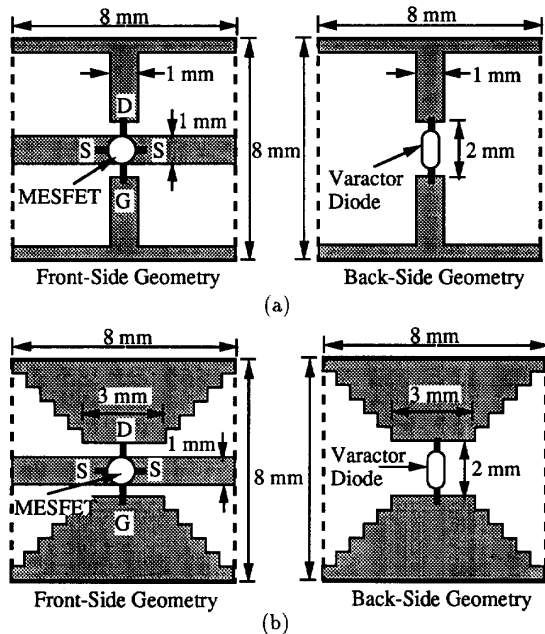 8 mm
8 mm
1 mm
1 mm
D
1 mm
S
S
8 mm
2 mm
MESFET
G
Varactor
Diode
Front-Side Geometry
Back-Side Geometry
(a)
8 mm
8 mm
3 mm
3 mm
D
1 mm
S
S
8 mm
Varactor
Diode
2 mm
MESFET
G
Front-Side Geometry
Back-Side Geometry
(b)